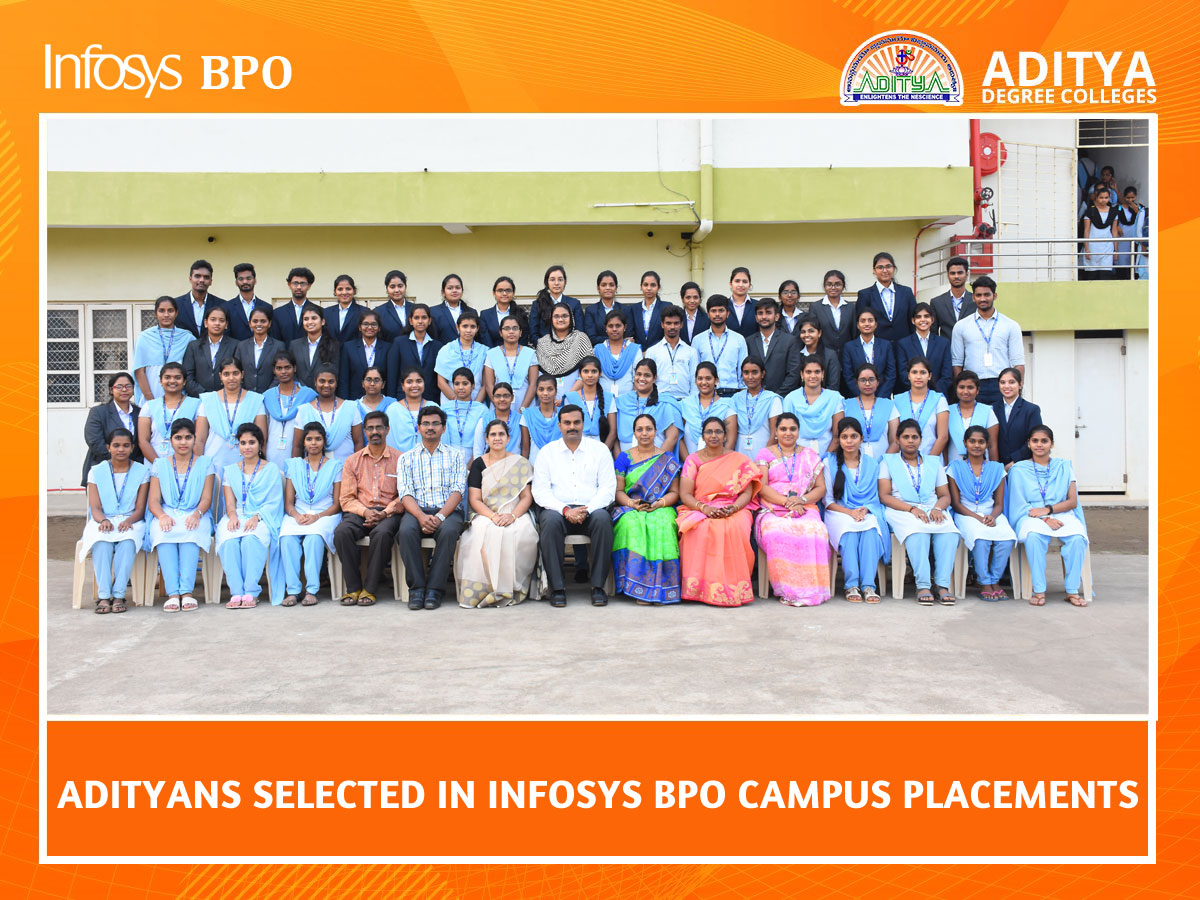 Infosys BPO
ADITYA
ENLIGHTENS THE NESCIENCE
ADITYA
DEGREE COLLEGES
ADITYANS SELECTED IN INFOSYS BPO CAMPUS PLACEMENTS